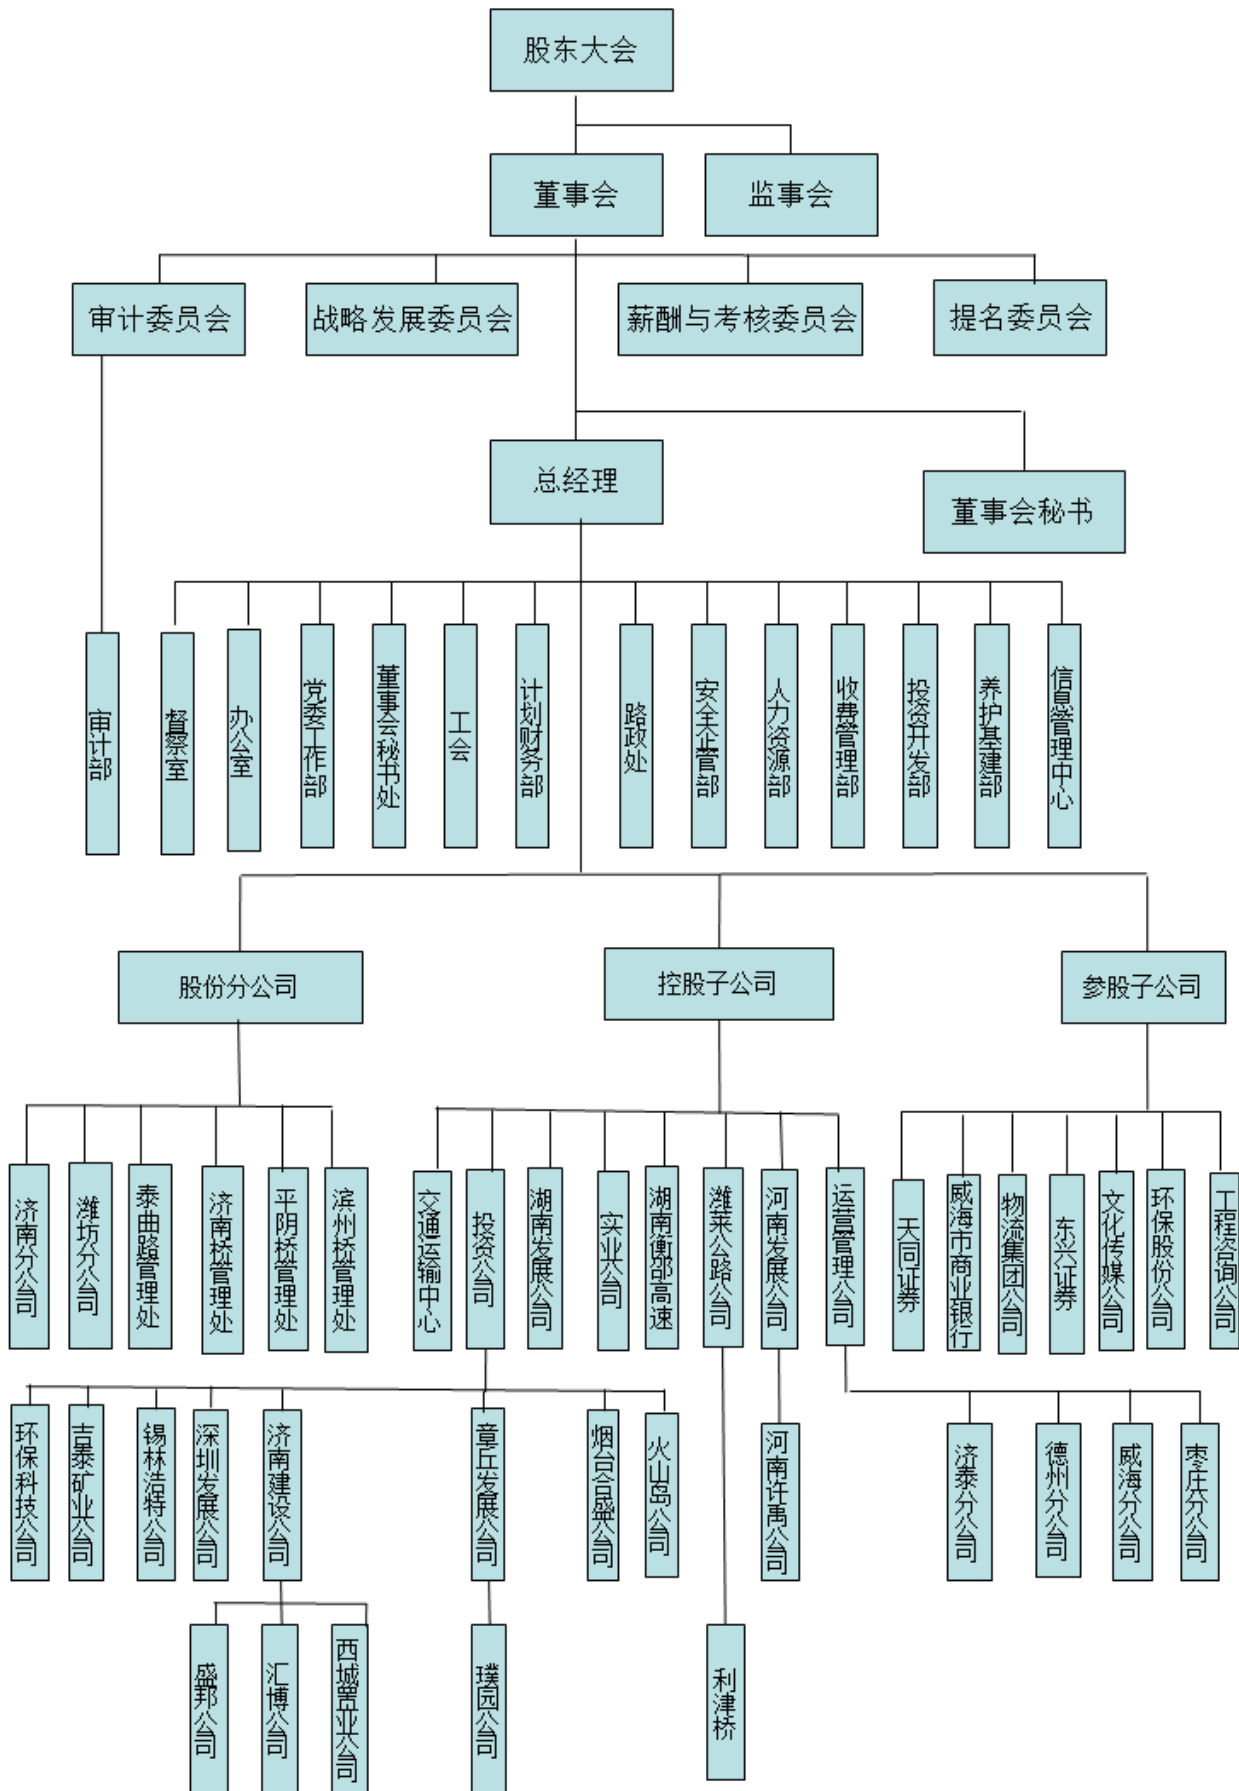 股东大会
董事会
监事会
审计委员会
战略发展委员会
薪酬与考核委员会
提名委员会
总经理
董事会秘书
审计部
督察室
办公室
党委工作部
董事会秘书处
工会
计划财务部
路政处
安全企管部
人力资源部
收费管理部
投资开发部
养护基建部
信息管理中心
股份分公司
控股子公司
参股子公司
济南分公司
潍坊分公司
泰曲路管理处
济南桥管理处
平阴桥管理处
滨州桥管理处
交通运输中心
投资公司
湖南发展公司
实业公司
湖南衡邵高速
潍莱公路公司
河南发展公司
运营管理公司
天同证券
威海市商业银行
物流集团公司
东兴证券
文化传媒公司
环保股份公司
工程咨询公司
环保科技公司
吉泰矿业公司
锡林浩特公司
深圳发展公司
济南建设公司
章丘发展公司
烟台合盛公司
火山岛公司
河南许禹公司
济泰分公司
德州分公司
威海分公司
枣庄分公司
盛邦公司
汇博公司
西城置业公司
璞园公司
利津桥